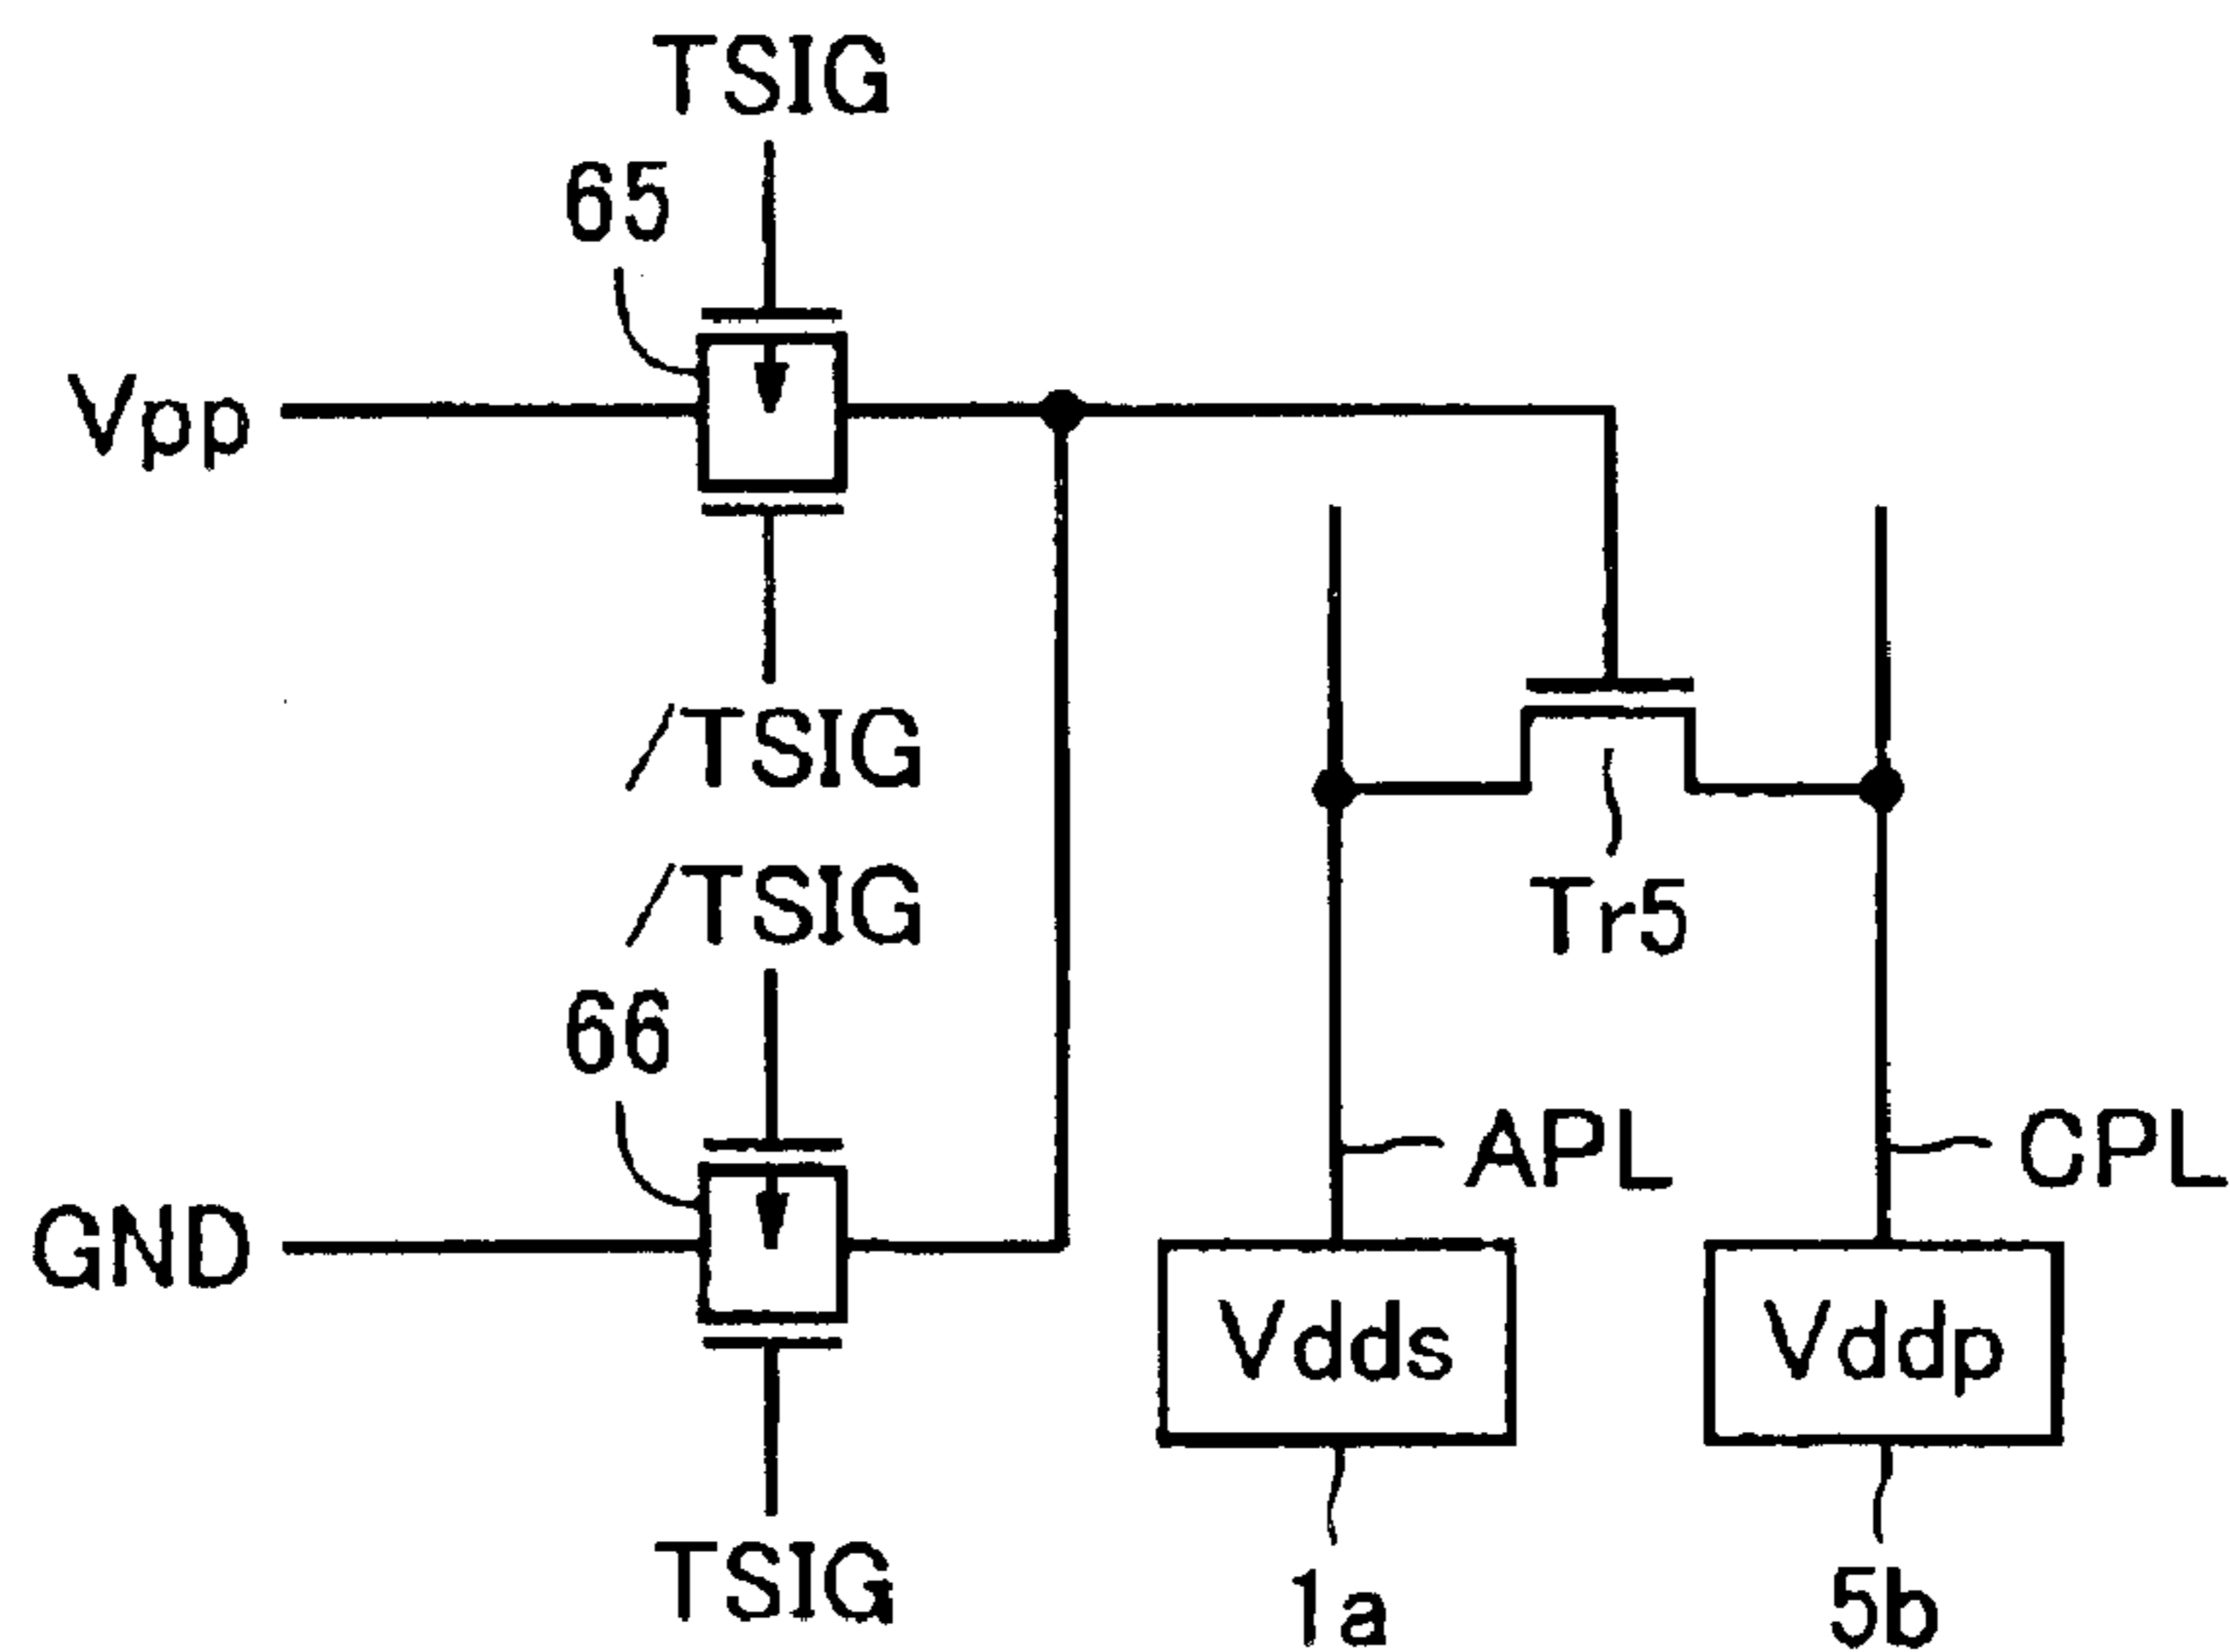 TSIG
65
Vpp
/TSIG
/TSIG
Tr5
66
APL
CPL
GND
Vdds
Vddp
TSIG
1a
5b